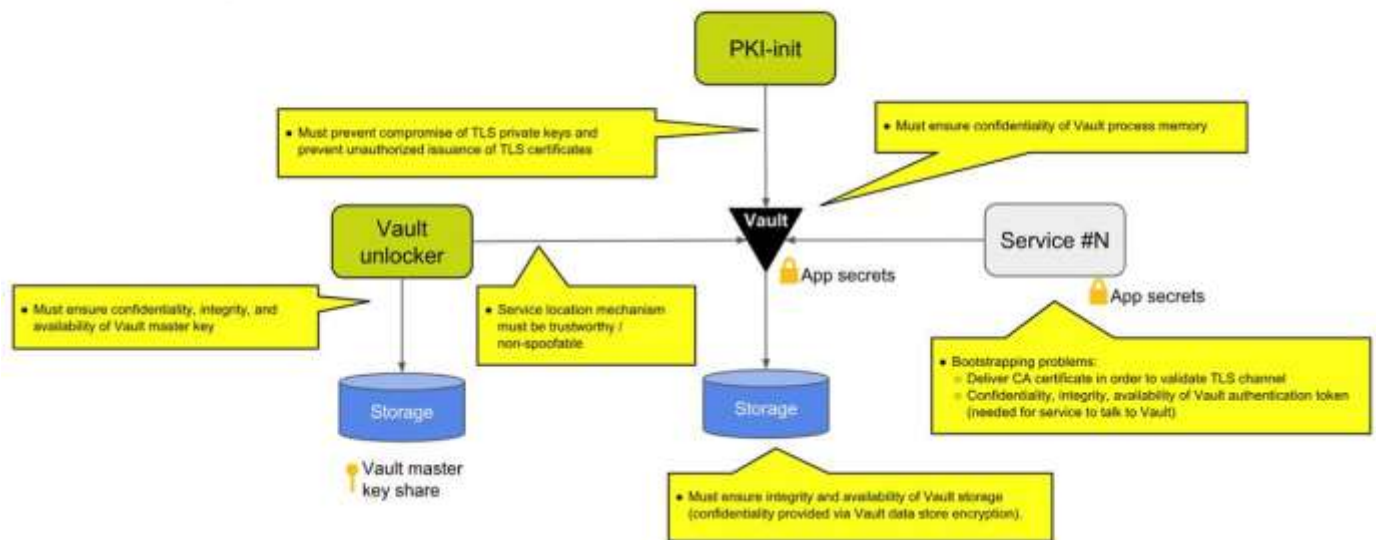 PKI-init
● Must prevent compromise of TLS private keys and
prevent unauthorized issuance of TLS certificates
● Must ensure confidentiality of Vault process memory
Vault
unlocker
Vault
Service #N
App secrets
App secrets
● Must ensure confidentiality, integrity, and
availability of Vault master key
● Service location mechanism
must be trustworthy /
non-spoofable.
● Bootstrapping problems:
○ Deliver CA certificate in order to validate TLS channel
○ Confidentiality, integrity, availability of Vault authentication token
(needed for service to talk to Vault)
Storage
Storage
Vault master
key share
● Must ensure integrity and availability of Vault storage
(confidentiality provided via Vault data store encryption).